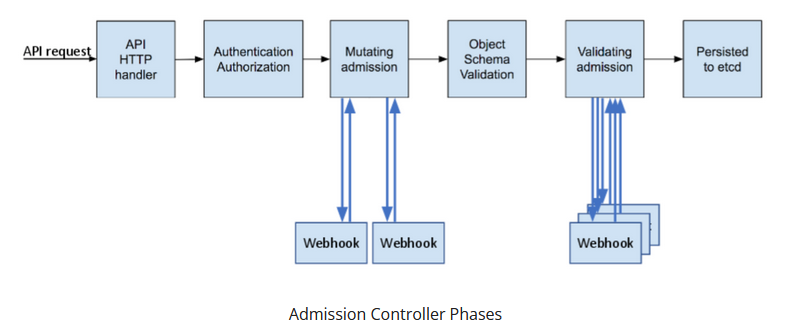 API request
API
HTTP
handler
Authentication
Authorization
Mutating
admission
Object
Schema
Validation
Validating
admission
Persisted
to etcd
Webhook
Webhook
Webhook
Admission Controller Phases